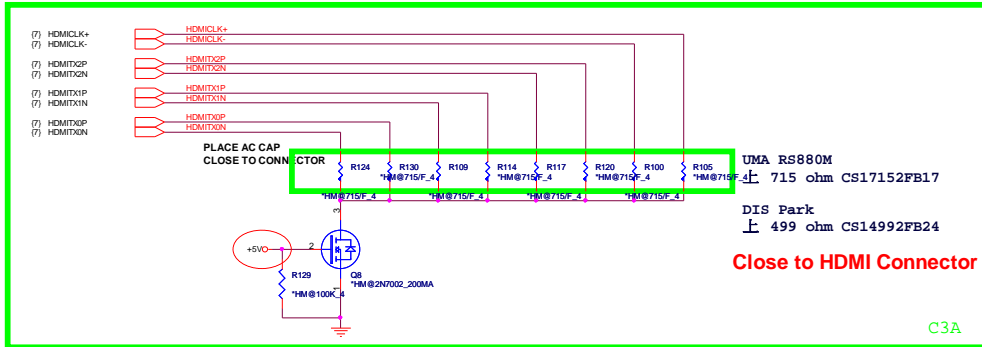 HDMICLK+
(7) HDMICLK+
(7) HDMICLK-
HDMICLK-
(7) HDMITX2P
HDMITX2P
(7) HDMITX2N
HDMITX2N
(7) HDMITX1P
HDMITX1P
(7) HDMITX1N
HDMITX1N
(7) HDMITX0P
HDMITX0P
(7) HDMITX0N
HDMITX0N
PLACE AC CAP
CLOSE TO CONNECTOR
R124
R130
R109
R114
R117
R120
R100
R105
*HM@715/F_4
*HM@715/F_4
*HM@715/F_4
*HM@715/F_4
*HM@715/F_4
*HM@715/F_4
*HM@715/F_4
*HM@715/F_4
UMA RS880M
上 715 ohm CS17152FB17
DIS Park
上 499 ohm CS14992FB24
Close to HDMI Connector
3
+5V
2
1
R129
*HM@100K_4
Q8
*HM@2N7002_200MA
C3A